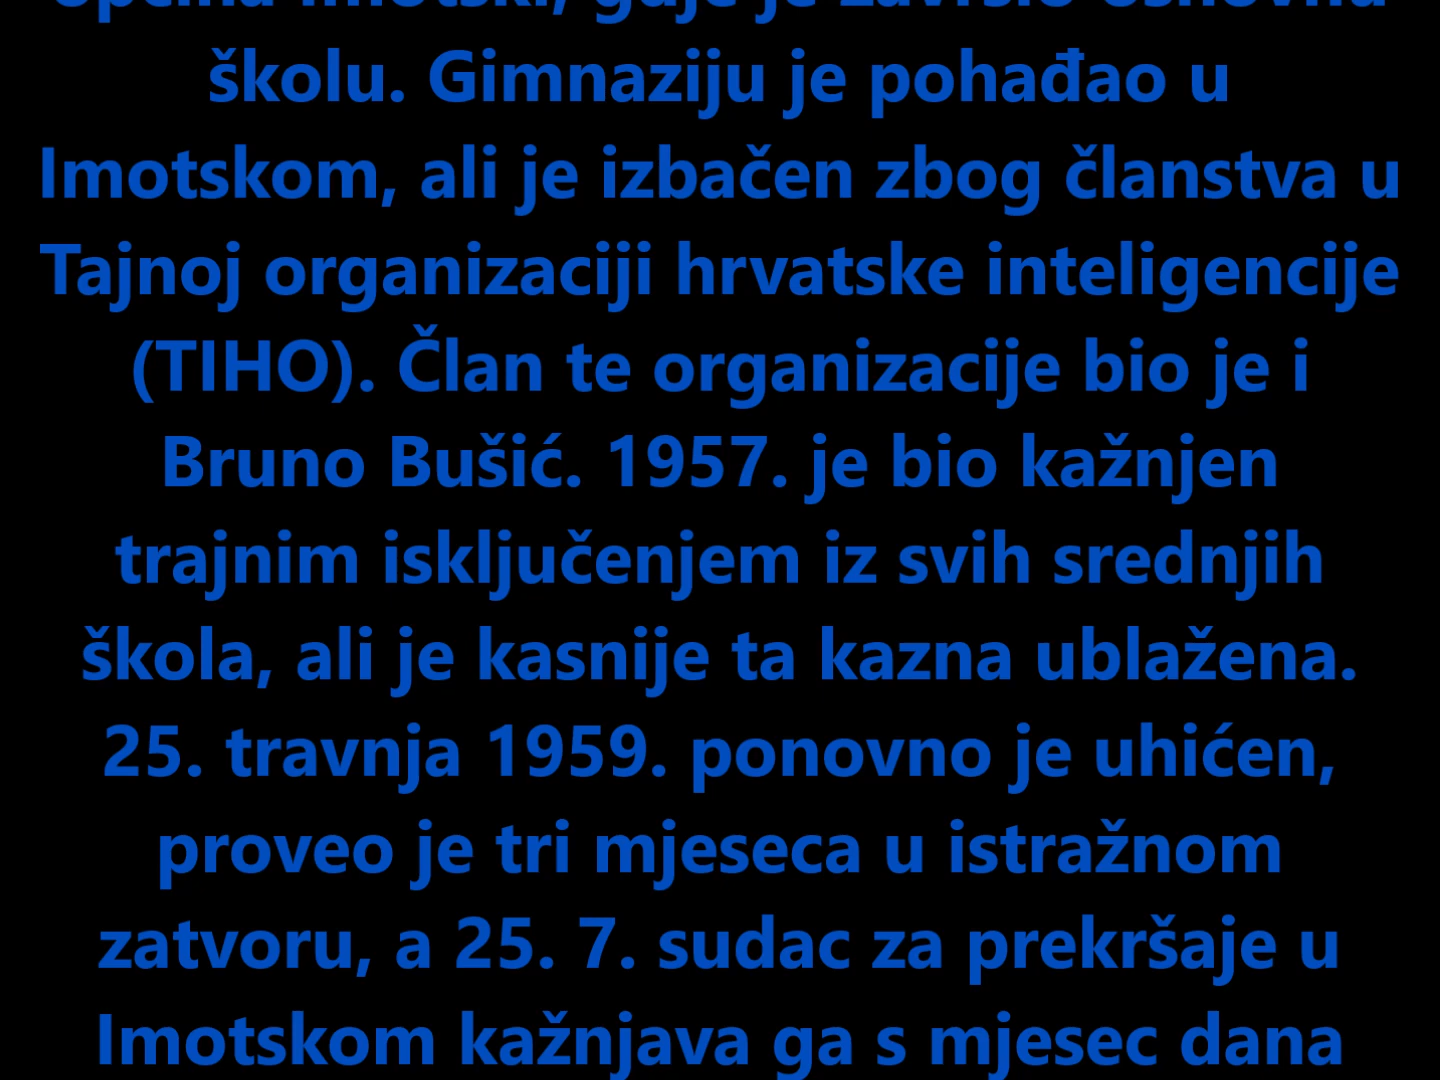 školu. Gimnaziju je pohađao u
Imotskom, ali je izbačen zbog članstva u
Tajnoj organizaciji hrvatske inteligencije
(TIHO). Član te organizacije bio je i
Bruno Bušić. 1957. je bio kažnjen
trajnim isključenjem iz svih srednjih
škola, ali je kasnije ta kazna ublažena.
25. travnja 1959. ponovno je uhićen,
proveo je tri mjeseca u istražnom
zatvoru, a 25. 7. sudac za prekršaje u
Imotskom kažnjava ga s mjesec dana